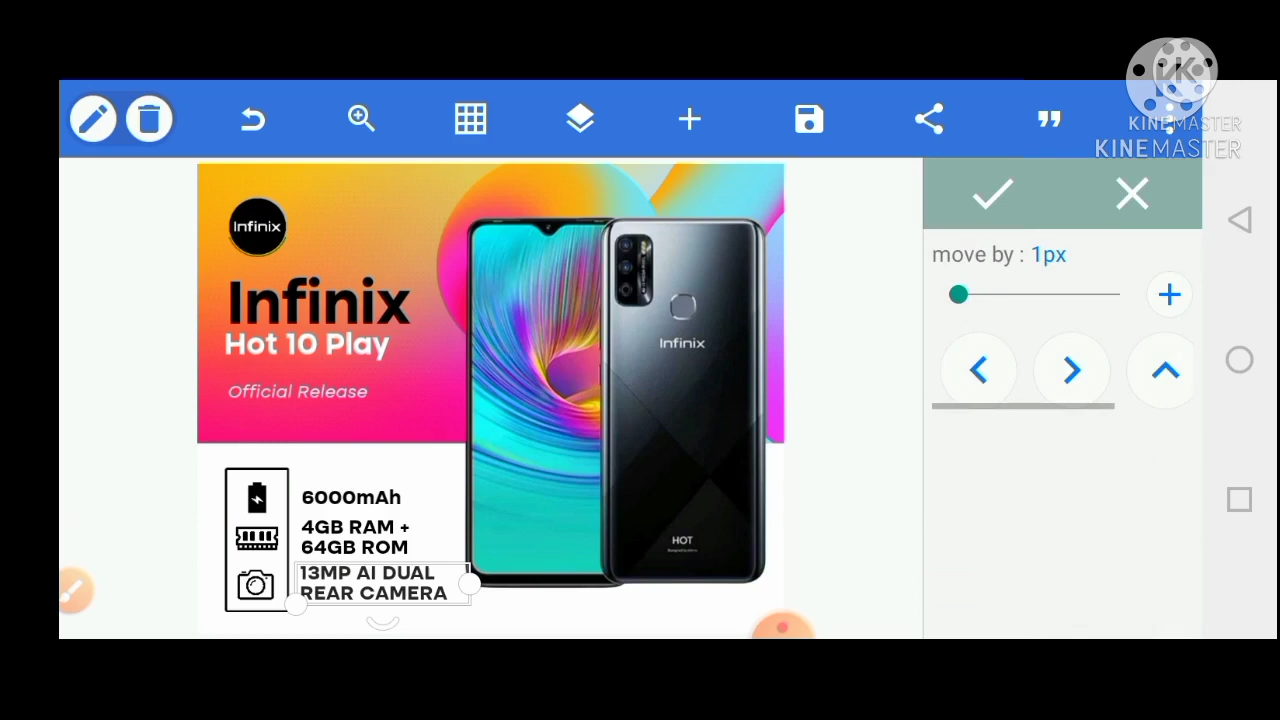 KINEMASTER
KINEMASTER
move by : 1px
Infinix
Infinix
Hot 10 Play
Official Release
Infinix
HOT
6000mAh
4GB RAM +
64GB ROM
13MP AI DUAL
REAR CAMERA